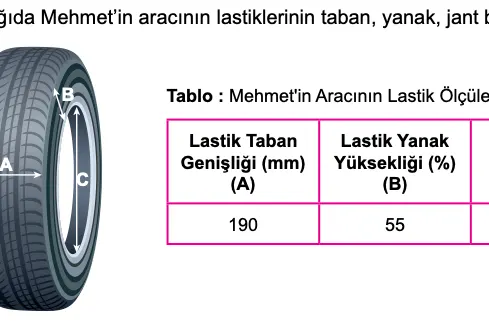 ğıda Mehmet’in aracının lastiklerinin taban, yanak, jant b
Tablo : Mehmet'in Aracının Lastik Ölçüle
B
A
C
Lastik Taban Genişliği (mm) (A)
Lastik Yanak Yüksekliği (%) (B)
190
55